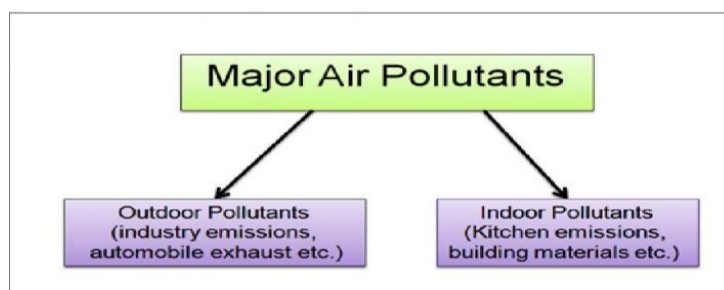 Major Air Pollutants
Outdoor Pollutants
(industry emissions,
automobile exhaust etc.)
Indoor Pollutants
(Kitchen emissions,
building materials etc.)